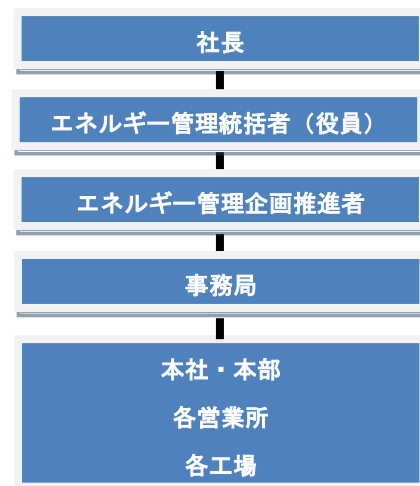 社長
エネルギー管理統括者（役員）
エネルギー管理企画推進者
事務局
本社・本部
各営業所
各工場